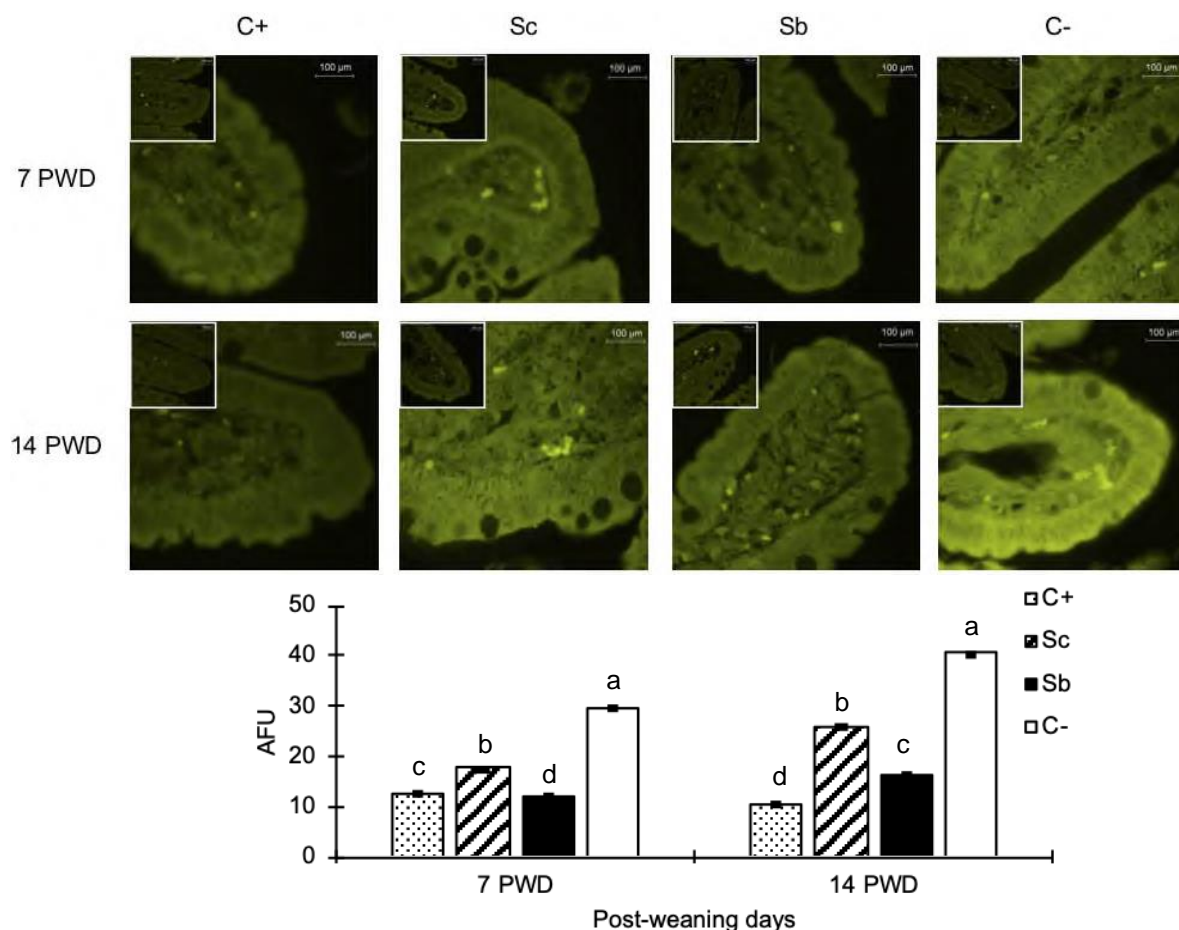 C+ Sc Sb C-
7 PWD
100 µm 100 µm 100 µm 100 µm
14 PWD
100 µm 100 µm 100 µm 100 µm
50
40
30
20
10
0
AFU
c b d a
d b c a
C+
Sc
Sb
C-
7 PWD 14 PWD
Post-weaning days